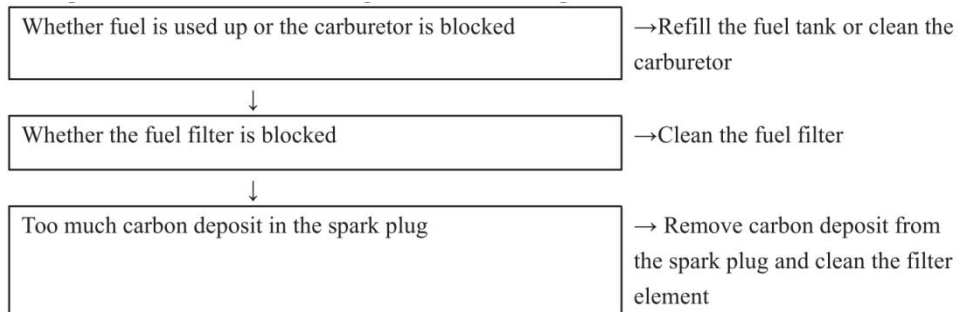 Whether fuel is used up or the carburetor is blocked
→Refill the fuel tank or clean the
carburetor
↓
Whether the fuel filter is blocked
→Clean the fuel filter
↓
Too much carbon deposit in the spark plug
→ Remove carbon deposit from
the spark plug and clean the filter
element